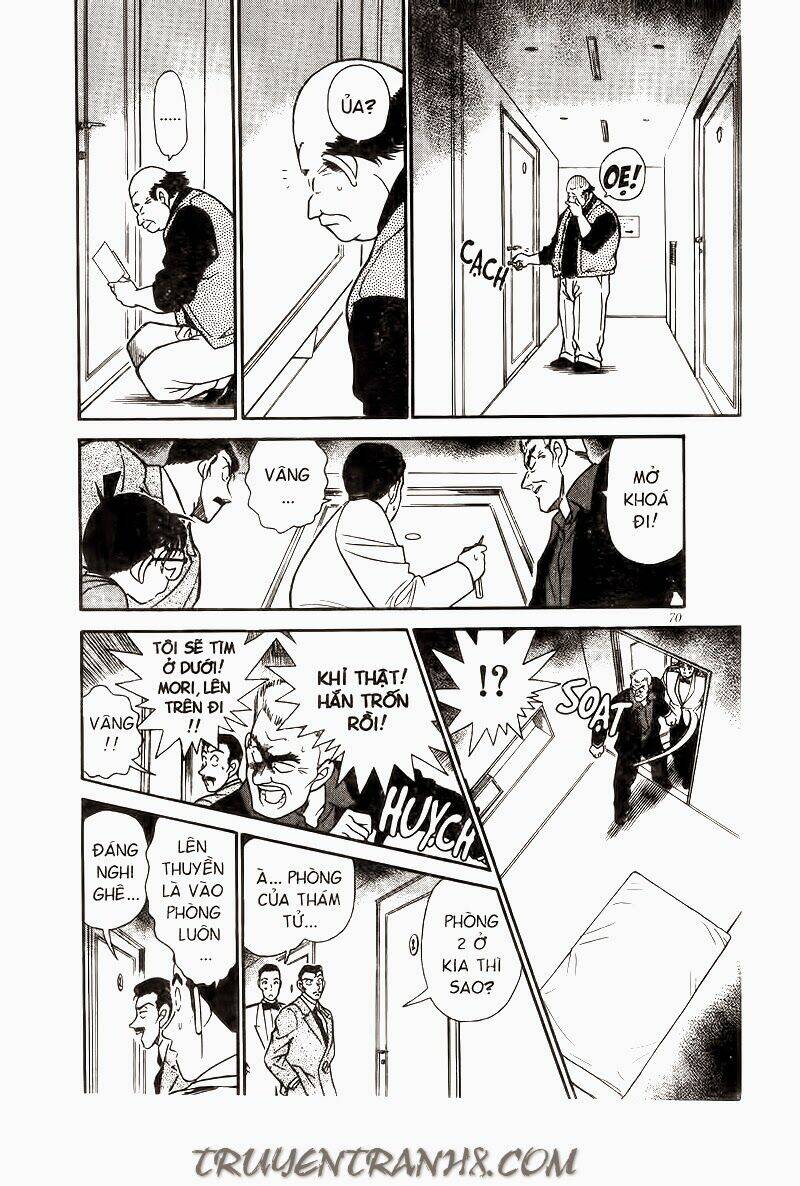 OẸ!
CẠCH
ỦA?
......
MỞ
KHOÁ
ĐI!
VÂNG
...
70
!?
SOẠT
KHỈ THẬT!
HẮN TRỐN
RỒI!
HUỴCH
TÔI SẼ TÌM
Ở DƯỚI!
MORI, LÊN
TRÊN ĐI
!!
VÂNG
!!
PHÒNG
2 Ở
KIA THÌ
SAO?
À... PHÒNG
CỦA THÁM
TỬ...
LÊN
THUYỀN
LÀ VÀO
PHÒNG
LUÔN
...
ĐÁNG
NGHI
GHÊ...
TRUYENTRANH8.COM